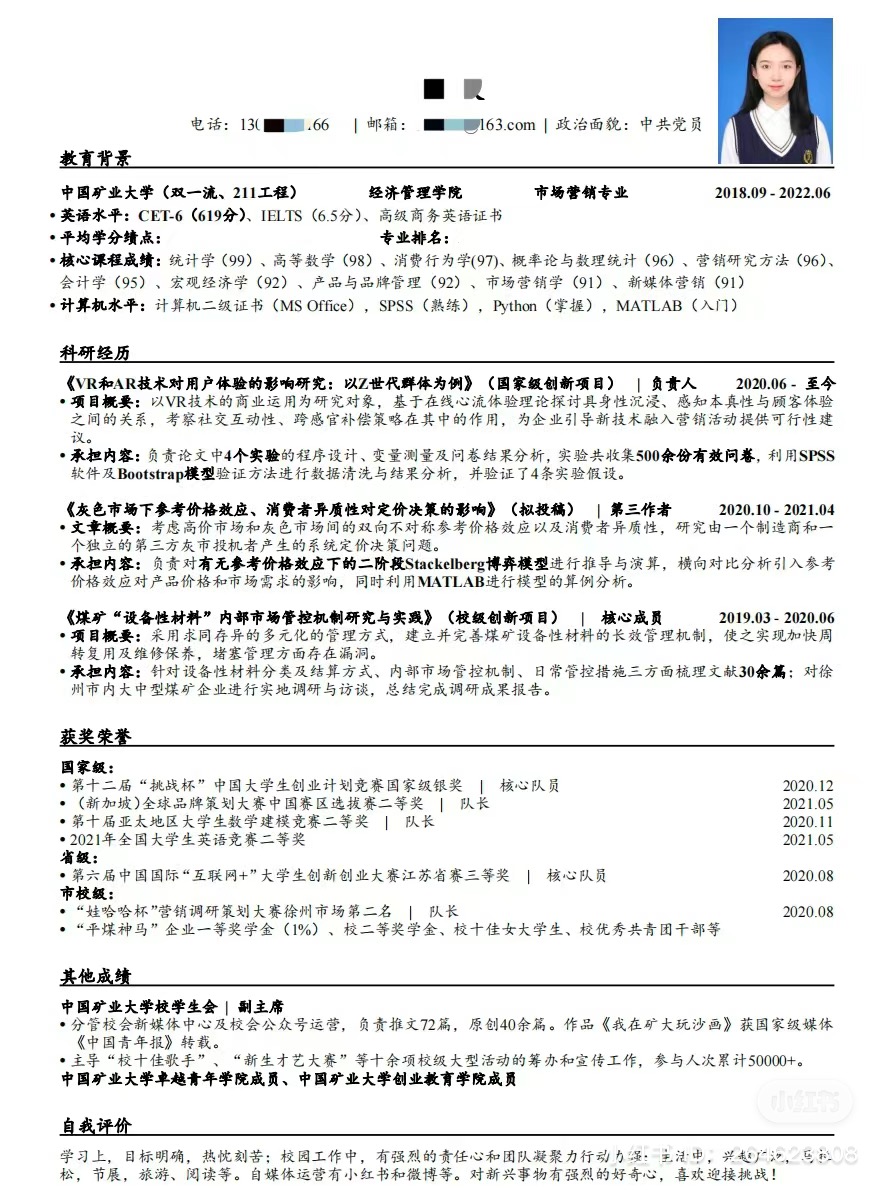 电话：130 .66 | 邮箱： 163.com | 政治面貌：中共党员
教育背景
中国矿业大学（双一流、211工程） 经济管理学院 市场营销专业 2018.09 - 2022.06
• 英语水平：CET-6（619分）、IELTS（6.5分）、高级商务英语证书
• 平均学分绩点： 专业排名：
• 核心课程成绩：统计学（99）、高等数学（98）、消费行为学(97)、概率论与数理统计（96）、营销研究方法（96）、
会计学（95）、宏观经济学（92）、产品与品牌管理（92）、市场营销学（91）、新媒体营销（91）
• 计算机水平：计算机二级证书（MS Office），SPSS（熟练），Python（掌握），MATLAB（入门）
科研经历
《VR和AR技术对用户体验的影响研究：以Z世代群体为例》（国家级创新项目） | 负责人 2020.06 - 至今
• 项目概要：以VR技术的商业运用为研究对象，基于在线心流体验理论探讨具身性沉浸、感知本真性与顾客体验
之间的关系，考察社交互动性、跨感官补偿策略在其中的作用，为企业引导新技术融入营销活动提供可行性建
议。
• 承担内容：负责论文中4个实验的程序设计、变量测量及问卷结果分析，实验共收集500余份有效问卷，利用SPSS
软件及Bootstrap模型验证方法进行数据清洗与结果分析，并验证了4条实验假设。
《灰色市场下参考价格效应、消费者异质性对定价决策的影响》（拟投稿） | 第三作者 2020.10 - 2021.04
• 文章概要：考虑高价市场和灰色市场间的双向不对称参考价格效应以及消费者异质性，研究由一个制造商和一
个独立的第三方灰市投机者产生的系统定价决策问题。
• 承担内容：负责对有无参考价格效应下的二阶段Stackelberg博弈模型进行推导与演算，横向对比分析引入参考
价格效应对产品价格和市场需求的影响，同时利用MATLAB进行模型的算例分析。
《煤矿“设备性材料”内部市场管控机制研究与实践》（校级创新项目） | 核心成员 2019.03 - 2020.06
• 项目概要：采用求同存异的多元化的管理方式，建立并完善煤矿设备性材料的长效管理机制，使之实现加快周
转复用及维修保养，堵塞管理方面存在漏洞。
• 承担内容：针对设备性材料分类及结算方式、内部市场管控机制、日常管控措施三方面梳理文献30余篇；对徐
州市内大中型煤矿企业进行实地调研与访谈，总结完成调研成果报告。
获奖荣誉
国家级：
• 第十二届“挑战杯”中国大学生创业计划竞赛国家级银奖 | 核心队员 2020.12
• （新加坡）全球品牌策划大赛中国赛区选拔赛二等奖 | 队长 2021.05
• 第十届亚太地区大学生数学建模竞赛二等奖 | 队长 2020.11
• 2021年全国大学生英语竞赛二等奖 2021.05
省级：
• 第六届中国国际“互联网+”大学生创新创业大赛江苏省赛三等奖 | 核心队员 2020.08
市校级：
• “娃哈哈杯”营销调研策划大赛徐州市场第二名 | 队长 2020.08
• “平煤神马”企业一等奖学金（1%）、校二等奖学金、校十佳女大学生、校优秀共青团干部等
其他成绩
中国矿业大学校学生会 | 副主席
• 分管校会新媒体中心及校会公众号运营，负责推文72篇，原创40余篇。作品《我在矿大玩沙画》获国家级媒体
《中国青年报》转载。
• 主导“校十佳歌手”、“新生才艺大赛”等十余项校级大型活动的筹办和宣传工作，参与人次累计50000+。
中国矿业大学卓越青年学院成员、中国矿业大学创业教育学院成员
小红书
自我评价
学习上，目标明确，热忱刻苦；校园工作中，有强烈的责任心和团队凝聚力行动力强；生活中，兴趣广泛，
松，节展，旅游、阅读等。自媒体运营有小红书和微博等。对新兴事物有强烈的好奇心，喜欢迎接挑战！